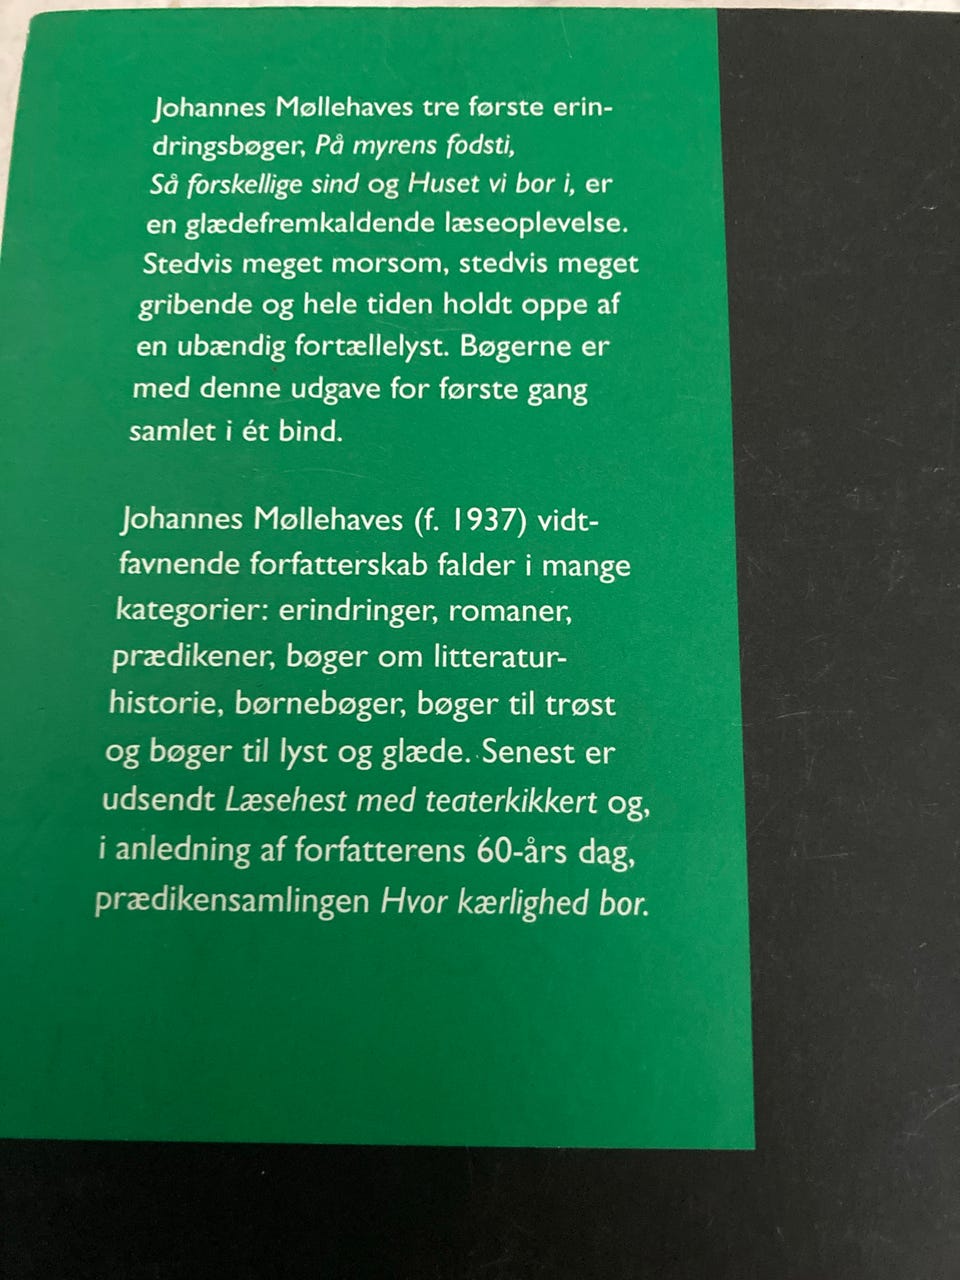 Johannes Møllehaves tre første erin-
dringsbøger, På myrens fodsti,
Så forskellige sind og Huset vi bor i, er
en glædefremkaldende læseoplevelse.
Stedvis meget morsom, stedvis meget
gribende og hele tiden holdt oppe af
en ubændig fortællelyst. Bøgerne er
med denne udgave for første gang
samlet i ét bind.
Johannes Møllehaves (f. 1937) vidt-
favnende forfatterskab falder i mange
kategorier: erindringer, romaner,
prædikener, bøger om litteratur-
historie, børnebøger, bøger til trøst
og bøger til lyst og glæde. Senest er
udsendt Læsehest med teaterkikkert og,
i anledning af forfatterens 60-års dag,
prædikensamlingen Hvor kærlighed bor.